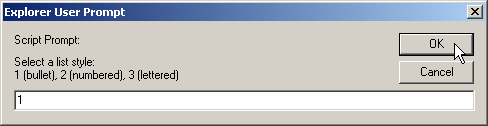 Explorer User Prompt
Script Prompt:
OK
Select a list style:
1 (bullet), 2 (numbered), 3 (lettered)
Cancel
1